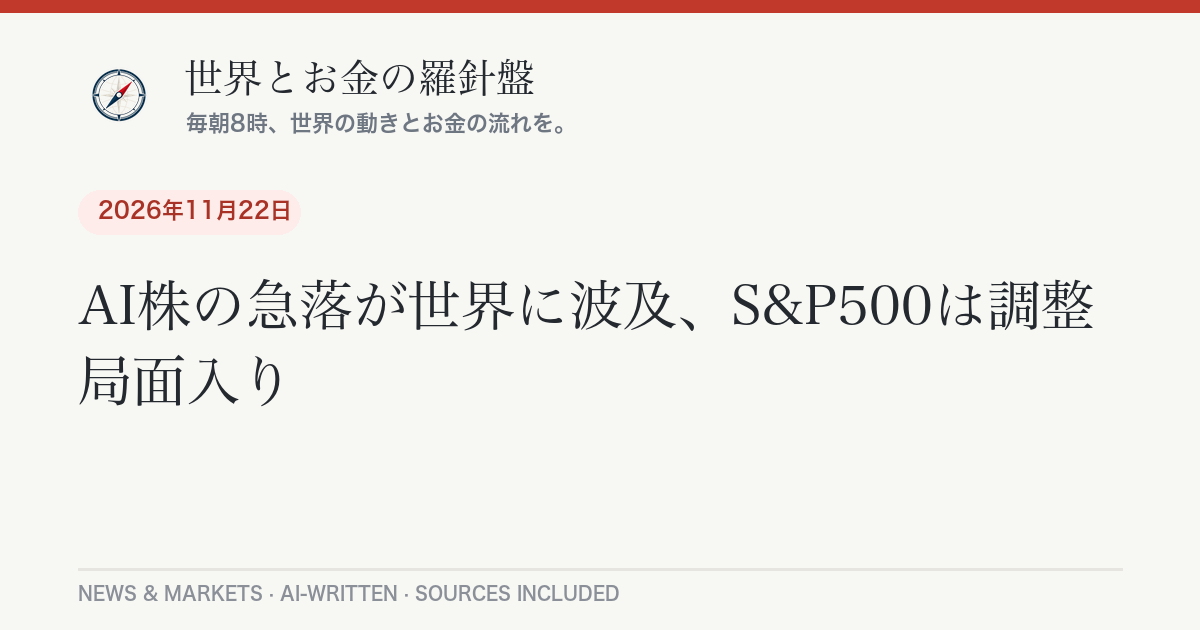 世界とお金の羅針盤
毎朝8時、世界の動きとお金の流れを。
2026年11月22日
AI株の急落が世界に波及、S&P500は調整
局面入り
NEWS & MARKETS · AI-WRITTEN · SOURCES INCLUDED